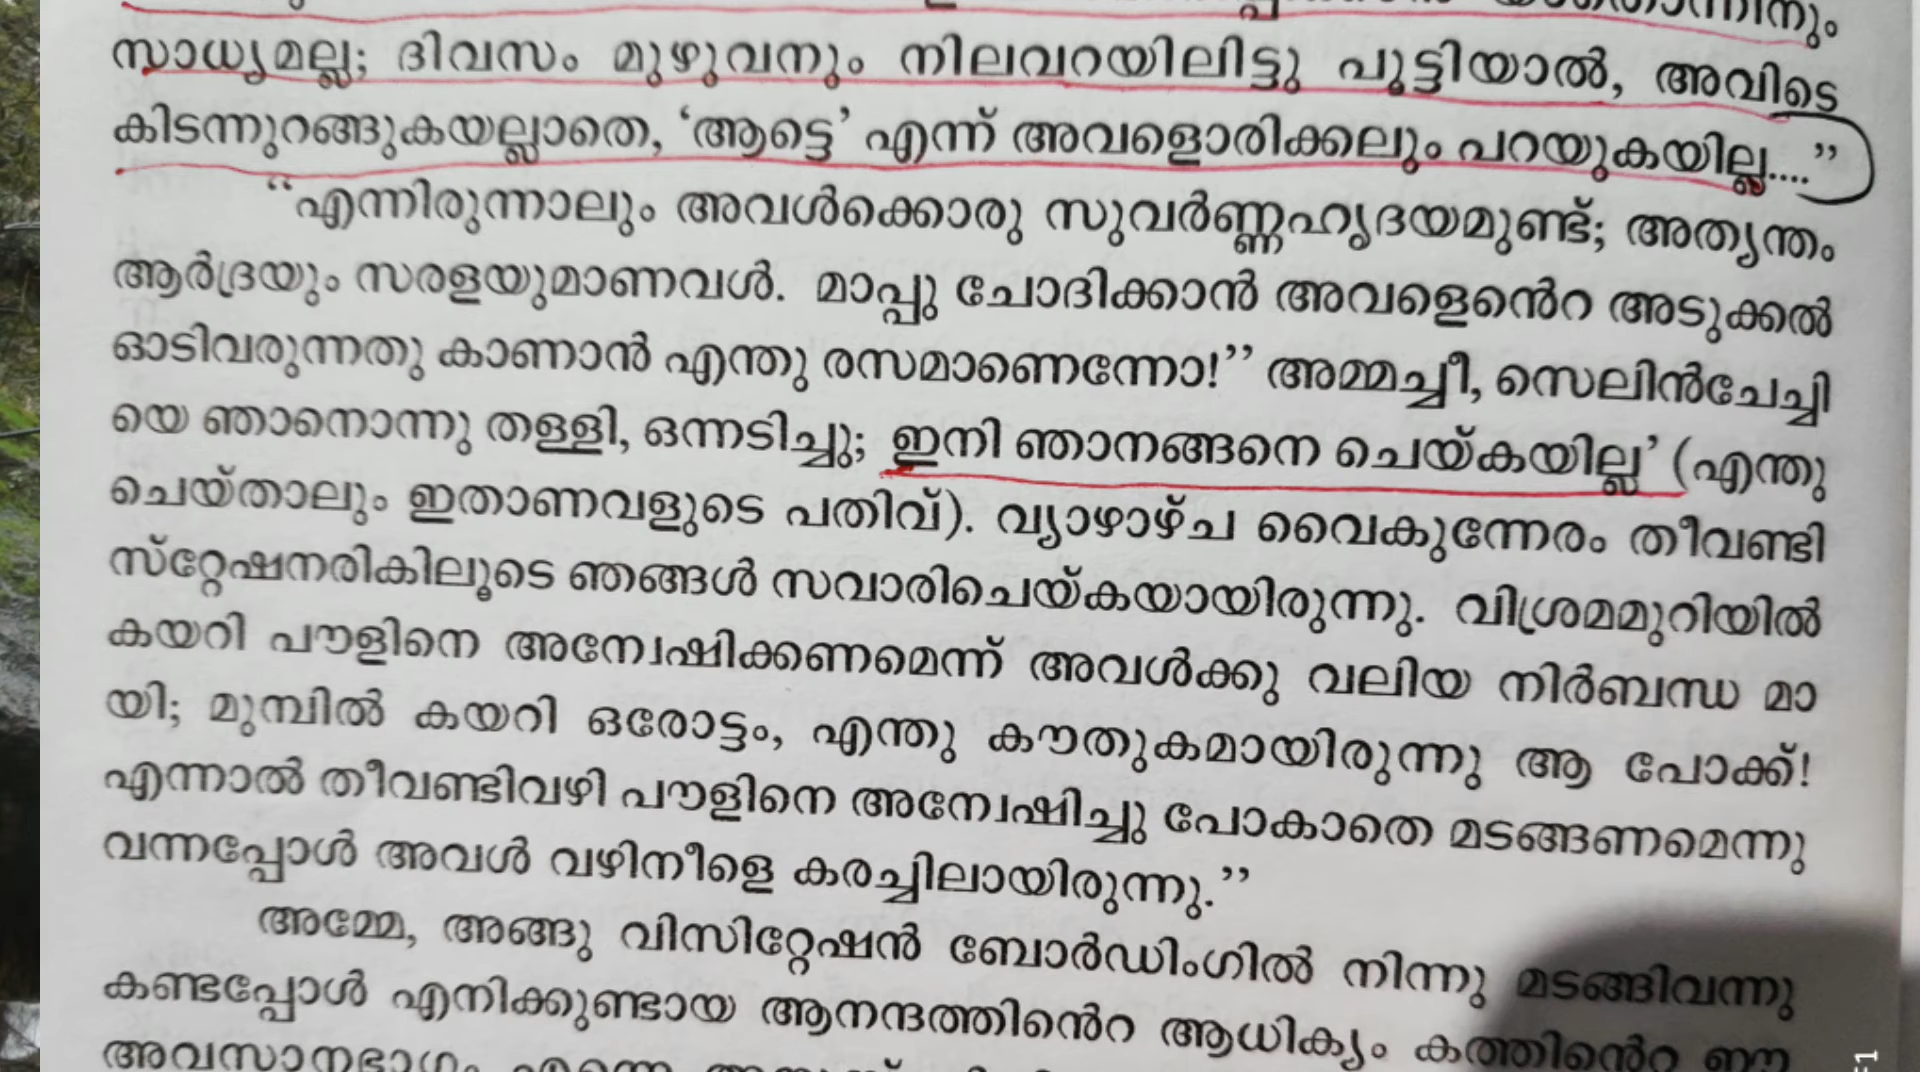 സാധ്യമല്ല; ദിവസം മുഴുവനും നിലവറയിലിട്ടു പൂട്ടിയാൽ, അവിടെ
കിടന്നുറങ്ങുകയല്ലാതെ, ‘ആട്ടെ’ എന്ന് അവളൊരിക്കലും പറയുകയില്ല....”
“എന്നിരുന്നാലും അവൾക്കൊരു സുവർണ്ണഹൃദയമുണ്ട്; അത്യന്തം
ആർദ്രയും സരളയുമാണവൾ. മാപ്പു ചോദിക്കാൻ അവളെന്റെ അടുക്കൽ
ഓടിവരുന്നതു കാണാൻ എന്തു രസമാണെന്നോ!” അമ്മച്ചീ, സെലിൻചേച്ചി
യെ ഞാനൊന്നു തള്ളി, ഒന്നടിച്ചു; ഇനി ഞാനങ്ങനെ ചെയ്കയില്ല’ (എന്തു
ചെയ്താലും ഇതാണവളുടെ പതിവ്). വ്യാഴാഴ്ച വൈകുന്നേരം തീവണ്ടി
സ്റ്റേഷനരികിലൂടെ ഞങ്ങൾ സവാരിചെയ്കയായിരുന്നു. വിശ്രമമുറിയിൽ
കയറി പൗളിനെ അന്വേഷിക്കണമെന്ന് അവൾക്കു വലിയ നിർബന്ധ മാ
യി; മുമ്പിൽ കയറി ഒരോട്ടം, എന്തു കൗതുകമായിരുന്നു ആ പോക്ക്!
എന്നാൽ തീവണ്ടിവഴി പൗളിനെ അന്വേഷിച്ചു പോകാതെ മടങ്ങണമെന്നു
വന്നപ്പോൾ അവൾ വഴിനീളെ കരച്ചിലായിരുന്നു.”
അമ്മേ, അങ്ങു വിസിറ്റേഷൻ ബോർഡിംഗിൽ നിന്നു മടങ്ങിവന്നു
കണ്ടപ്പോൾ എനിക്കുണ്ടായ ആനന്ദത്തിന്റെ ആധിക്യം കത്തിന്റെ ഈ